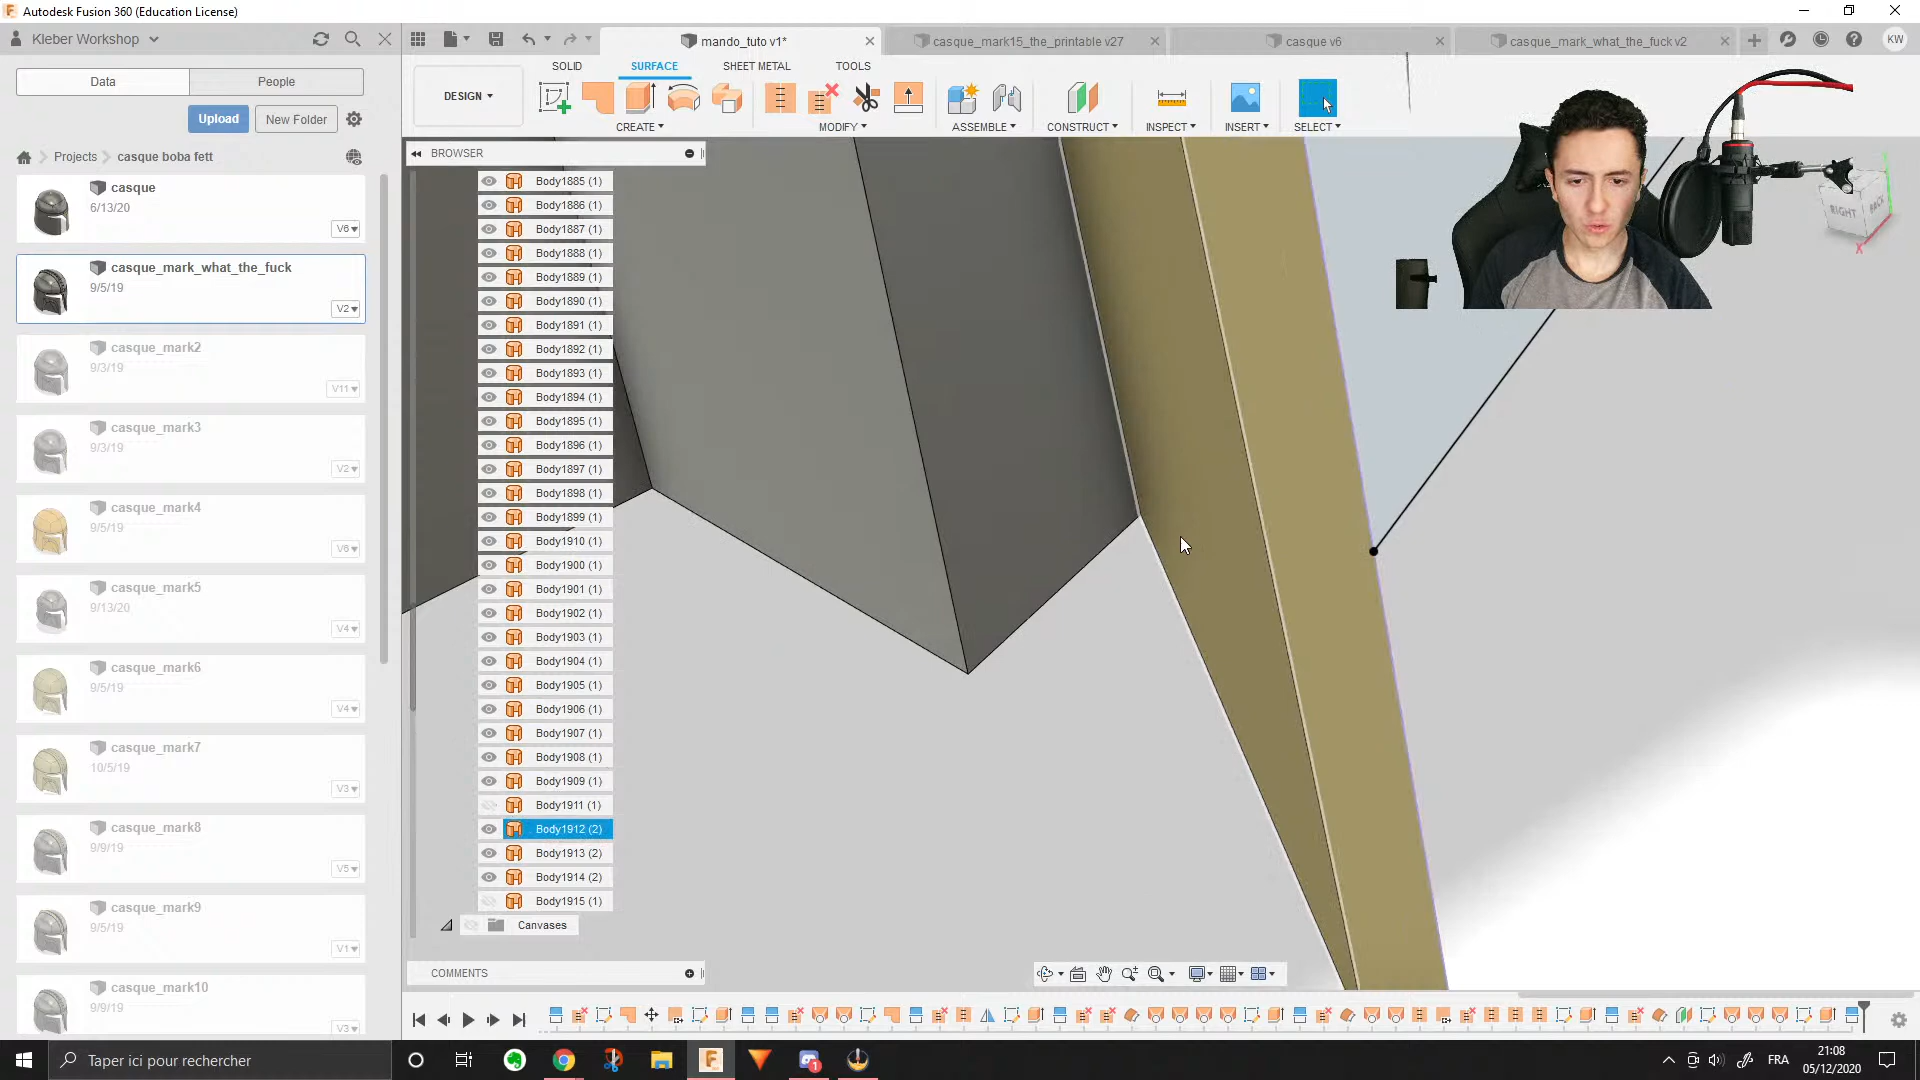 Autodesk Fusion 360 (Education License)
Kleber Workshop
mando_tuto v1*
casque_mark15_the_printable v27
casque v6
casque_mark_what_the_fuck v2
KW
Data
People
Upload
New Folder
Projects
casque boba fett
casque
6/13/20
V6
casque_mark_what_the_fuck
9/5/19
V2
casque_mark2
9/3/19
V11
casque_mark3
9/3/19
V2
casque_mark4
9/5/19
V6
casque_mark5
9/13/20
V4
casque_mark6
9/5/19
V4
casque_mark7
10/5/19
V3
casque_mark8
9/9/19
V5
casque_mark9
9/5/19
V1
casque_mark10
9/9/19
V3
SOLID
SURFACE
SHEET METAL
TOOLS
DESIGN
CREATE
MODIFY
ASSEMBLE
CONSTRUCT
INSPECT
INSERT
SELECT
BROWSER
Body1885 (1)
Body1886 (1)
Body1887 (1)
Body1888 (1)
Body1889 (1)
Body1890 (1)
Body1891 (1)
Body1892 (1)
Body1893 (1)
Body1894 (1)
Body1895 (1)
Body1896 (1)
Body1897 (1)
Body1898 (1)
Body1899 (1)
Body1910 (1)
Body1900 (1)
Body1901 (1)
Body1902 (1)
Body1903 (1)
Body1904 (1)
Body1905 (1)
Body1906 (1)
Body1907 (1)
Body1908 (1)
Body1909 (1)
Body1911 (1)
Body1912 (2)
Body1913 (2)
Body1914 (2)
Body1915 (1)
Canvases
COMMENTS
RIGHT
BACK
X
Taper ici pour rechercher
FRA
21:08
05/12/2020